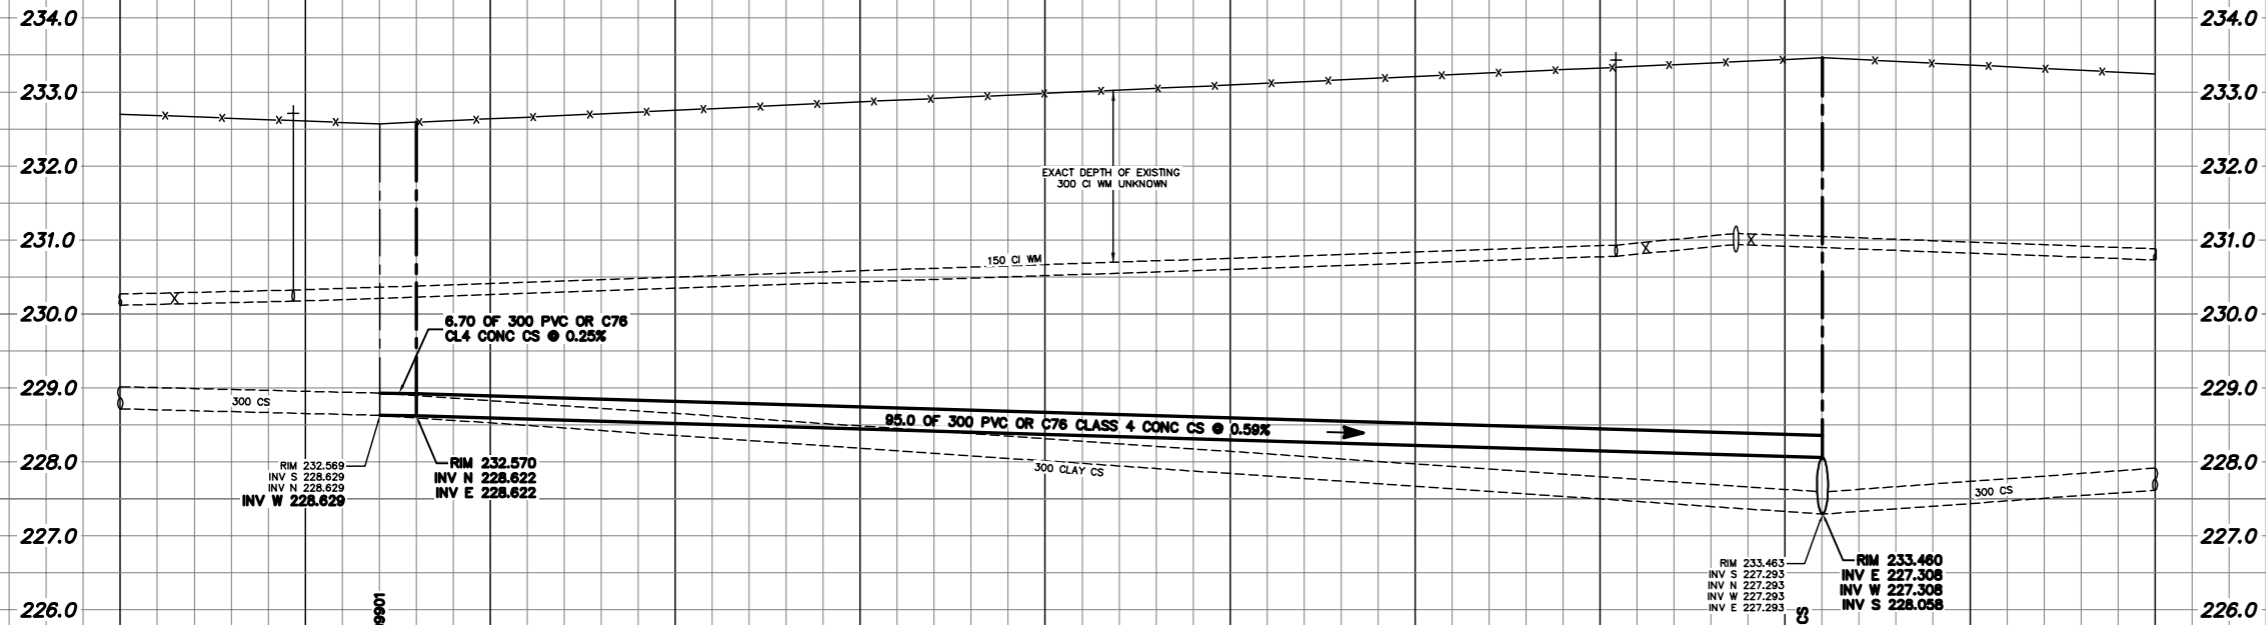 234.0
234.0
233.0
233.0
232.0
232.0
231.0
231.0
230.0
230.0
229.0
229.0
228.0
228.0
227.0
227.0
226.0
226.0
EXACT DEPTH OF EXISTING
300 CI WM UNKNOWN
150 CI WM
6.70 OF 300 PVC OR C76
CL4 CONC CS @ 0.25%
300 CS
95.0 OF 300 PVC OR C76 CLASS 4 CONC CS @ 0.59%
300 CLAY CS
300 CS
RIM 232.569
INV S 228.629
INV N 228.629
INV W 228.629
RIM 232.570
INV N 228.622
INV E 228.622
RIM 233.463
INV S 227.293
INV N 227.293
INV W 227.293
INV E 227.293
RIM 233.460
INV E 227.308
INV W 227.308
INV S 228.058
CS